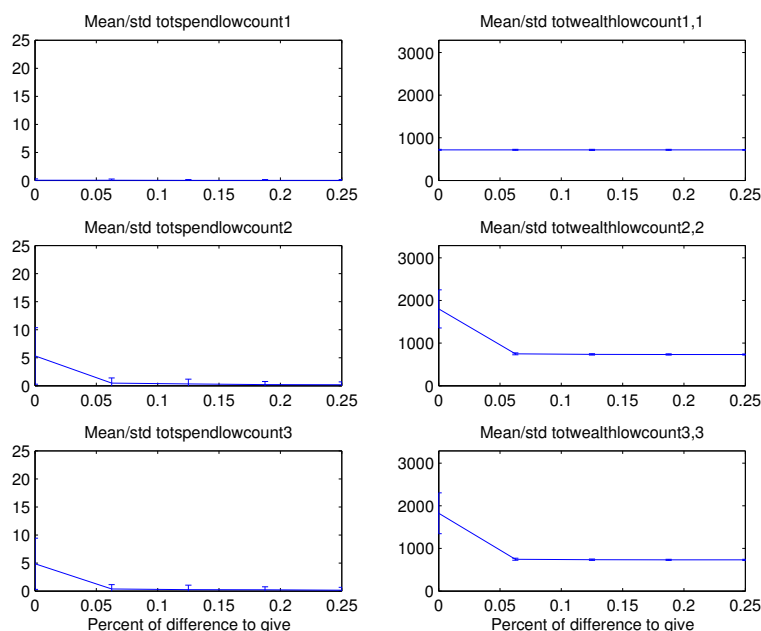 Mean/std totspendlowcount1
25
20
15
10
5
0
0 0.05 0.1 0.15 0.2 0.25
Mean/std totwealthlowcount1,1
3000
2000
1000
0
0 0.05 0.1 0.15 0.2 0.25
Mean/std totspendlowcount2
25
20
15
10
5
0
0 0.05 0.1 0.15 0.2 0.25
Mean/std totwealthlowcount2,2
3000
2000
1000
0
0 0.05 0.1 0.15 0.2 0.25
Mean/std totspendlowcount3
25
20
15
10
5
0
0 0.05 0.1 0.15 0.2 0.25
Percent of difference to give
Mean/std totwealthlowcount3,3
3000
2000
1000
0
0 0.05 0.1 0.15 0.2 0.25
Percent of difference to give